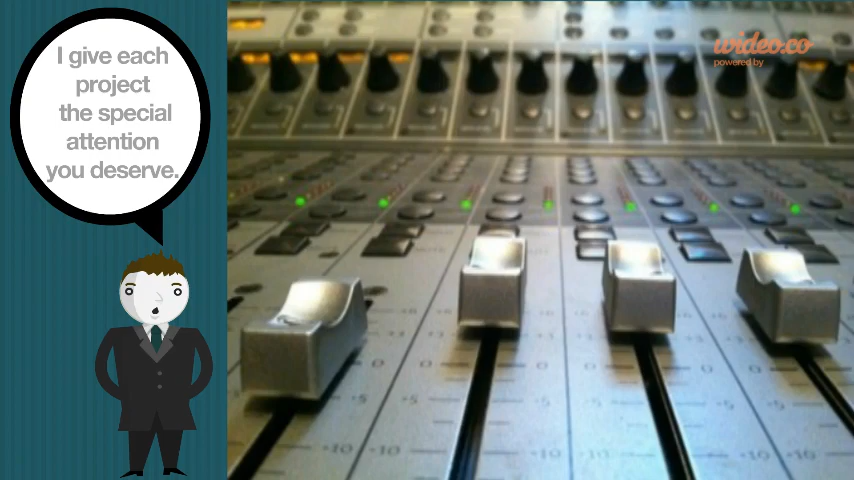 I give each
project
the special
attention
you deserve.
wideo.co
powered by